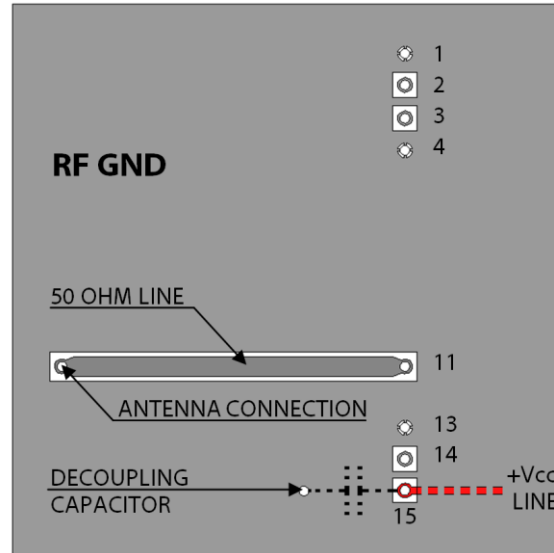 1
2
3
4
RF GND
50 OHM LINE
11
ANTENNA CONNECTION
13
14
DECOUPLING
CAPACITOR
+Vcc
LINE
15